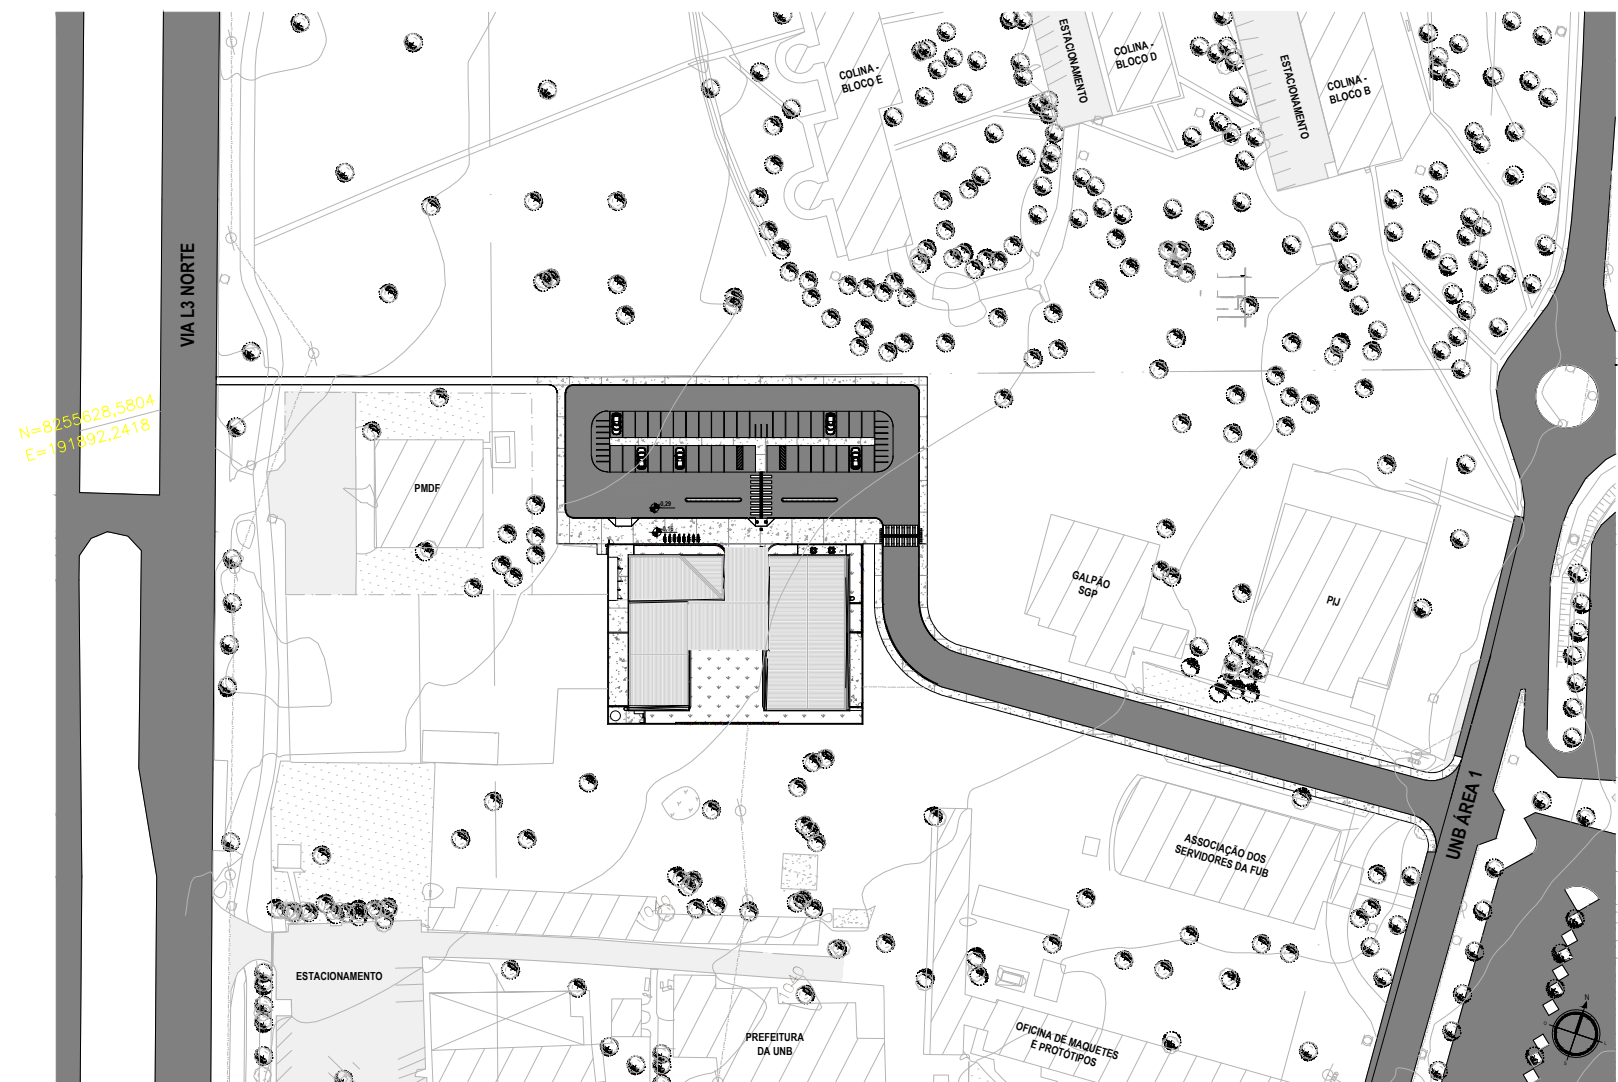 COLINA -
BLOCO E
ESTACIONAMENTO
COLINA -
BLOCO D
ESTACIONAMENTO
COLINA -
BLOCO B
VIA L3 NORTE
N=8255628,5804
E=191892,2418
PMDF
GALPÃO
SGP
PIJ
UNB ÁREA 1
ASSOCIAÇÃO DOS
SERVIDORES DA FUB
ESTACIONAMENTO
PREFEITURA
DA UNB
OFICINA DE MAQUETES
E PROTÓTIPOS
N